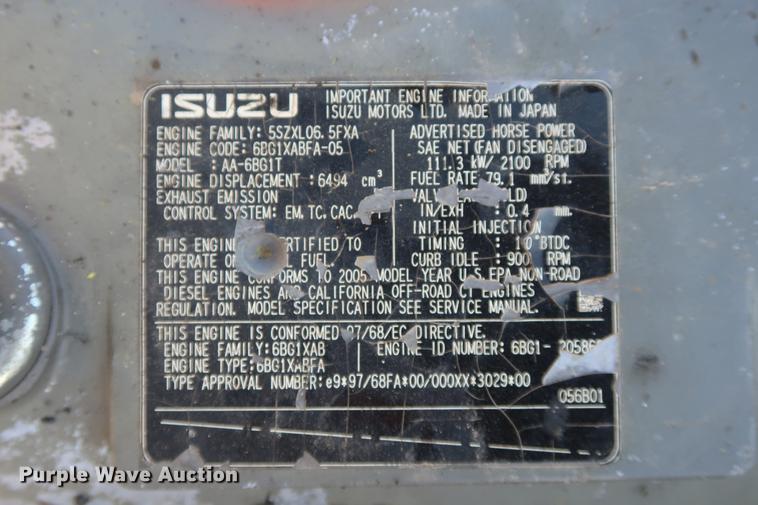 ISUZU
IMPORTANT ENGINE INFORMATION
ISUZU MOTORS LTD. MADE IN JAPAN
ENGINE FAMILY: 5SZXL06.5FXA
ENGINE CODE: 6BG1XABFA-05
MODEL : AA-6BG1T
ENGINE DISPLACEMENT: 6494 cm³
EXHAUST EMISSION
CONTROL SYSTEM: EM, TC, CAC,
THIS ENGINE CERTIFIED TO
OPERATE ON FUEL.
ADVERTISED HORSE POWER
SAE NET (FAN DISENGAGED)
111.3 kW/ 2100 RPM
FUEL RATE 79.1 mm³/st.
IN/EXH : 0.4 mm.
INITIAL INJECTION
TIMING : 10°BTDC
CURB IDLE : 900 RPM
THIS ENGINE CONFORMS TO 2005 MODEL YEAR U.S. EPA NON-ROAD
DIESEL ENGINES AND CALIFORNIA OFF-ROAD CI ENGINES
REGULATION. MODEL SPECIFICATION SEE SERVICE MANUAL.
THIS ENGINE IS CONFORMED 97/68/EC DIRECTIVE.
ENGINE FAMILY: 6BG1XAB
ENGINE ID NUMBER: 6BG1-
ENGINE TYPE: 6BG1XABFA
TYPE APPROVAL NUMBER: e9*97/68FA*00/000XX*3029*00
056B01
Purple Wave Auction